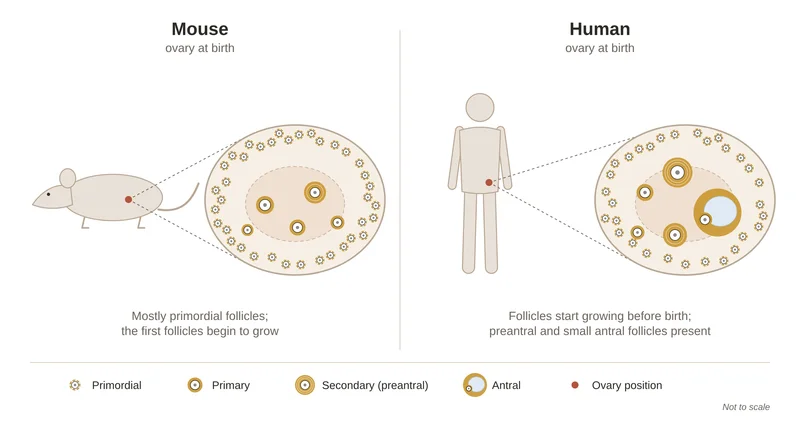 Mouse
ovary at birth
Human
ovary at birth
Mostly primordial follicles;
the first follicles begin to grow
Follicles start growing before birth;
preantral and small antral follicles present
Primordial
Primary
Secondary (preantral)
Antral
Ovary position
Not to scale